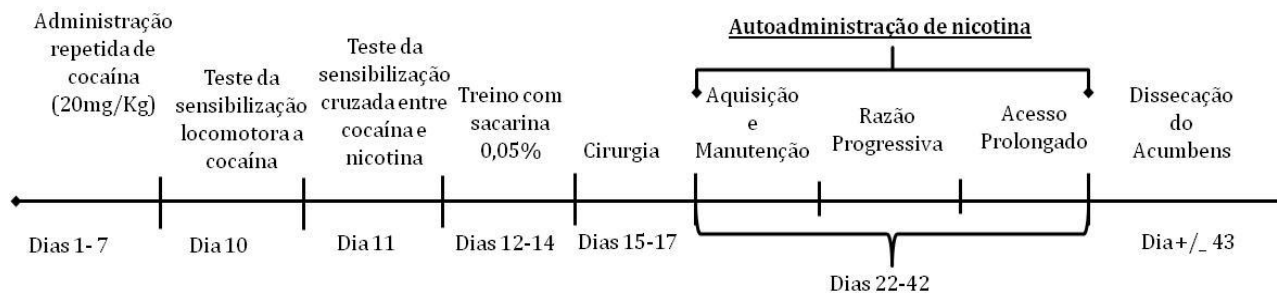 Administração
repetida de
cocaína
(20mg/Kg)
Teste da
sensibilização
locomotora a
cocaína
Teste da
sensibilização
cruzada entre
cocaína e
nicotina
Treino com
sacarina
0,05%
Cirurgia
Autoadministração de nicotina
Aquisição
e
Manutenção
Razão
Progressiva
Acesso
Prolongado
Dissecação
do
Acumbens
Dias 1- 7
Dia 10
Dia 11
Dias 12-14
Dias 15-17
Dias 22-42
Dia +/_ 43